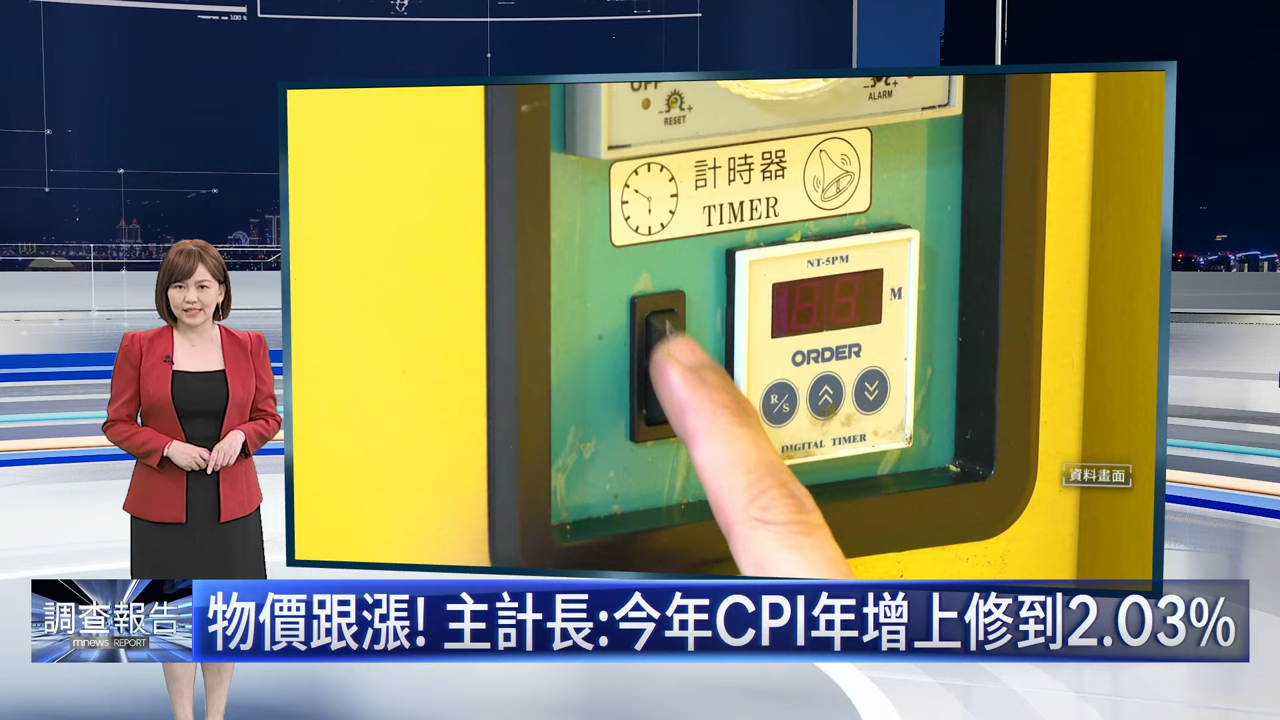 OFF
RESET
ALARM
計時器
TIMER
NT-5PM
M
ORDER
R/S
DIGITAL TIMER
資料畫面
調查報告
mnews REPORT
物價跟漲! 主計長:今年CPI年增上修到2.03%